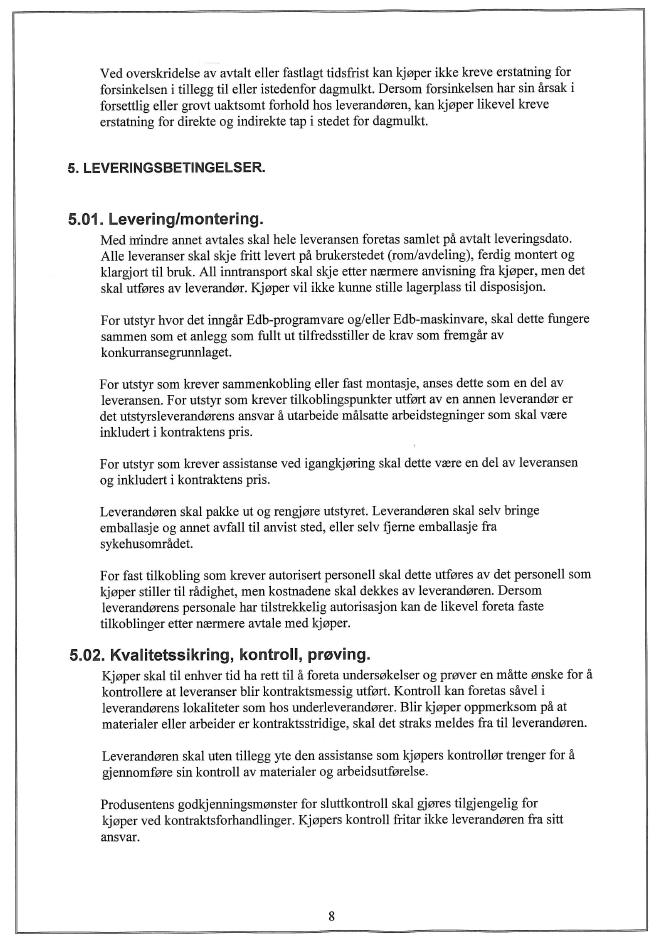 Ved overskridelse av avtalt eller fastlagt tidsfrist kan kjøper ikke kreve erstatning for
forsinkelsen i tillegg til eller istedenfor dagmulkt. Dersom forsinkelsen har sin årsak i
forsettlig eller grovt uaktsomt forhold hos leverandøren, kan kjøper likevel kreve
erstatning for direkte og indirekte tap i stedet for dagmulkt.
5. LEVERINGSBETINGELSER.
5.01. Levering/montering.
Med mindre annet avtales skal hele leveransen foretas samlet på avtalt leveringsdato.
Alle leveranser skal skje fritt levert på brukerstedet (rom/avdeling), ferdig montert og
klargjort til bruk. All inntransport skal skje etter nærmere anvisning fra kjøper, men det
skal utføres av leverandør. Kjøper vil ikke kunne stille lagerplass til disposisjon.
For utstyr hvor det inngår Edb-programvare og/eller Edb-maskinvare, skal dette fungere
sammen som et anlegg som fullt ut tilfredsstiller de krav som fremgår av
konkurransegrunnlaget.
For utstyr som krever sammenkobling eller fast montasje, anses dette som en del av
leveransen. For utstyr som krever tilkoblingspunkter utført av en annen leverandør er
det utstyrsleverandørens ansvar å utarbeide målsatte arbeidstegninger som skal være
inkludert i kontraktens pris.
For utstyr som krever assistanse ved igangkjøring skal dette være en del av leveransen
og inkludert i kontraktens pris.
Leverandøren skal pakke ut og rengjøre utstyret. Leverandøren skal selv bringe
emballasje og annet avfall til anvist sted, eller selv fjerne emballasje fra
sykehusområdet.
For fast tilkobling som krever autorisert personell skal dette utføres av det personell som
kjøper stiller til rådighet, men kostnadene skal dekkes av leverandøren. Dersom
leverandørens personale har tilstrekkelig autorisasjon kan de likevel foreta faste
tilkoblinger etter nærmere avtale med kjøper.
5.02. Kvalitetssikring, kontroll, prøving.
Kjøper skal til enhver tid ha rett til å foreta undersøkelser og prøver en måtte ønske for å
kontrollere at leveranser blir kontraktsmessig utført. Kontroll kan foretas såvel i
leverandørens lokaliteter som hos underleverandører. Blir kjøper oppmerksom på at
materialer eller arbeider er kontraktsstridige, skal det straks meldes fra til leverandøren.
Leverandøren skal uten tillegg yte den assistanse som kjøpers kontrollør trenger for å
gjennomføre sin kontroll av materialer og arbeidsutførelse.
Produsentens godkjenningsmønster for sluttkontroll skal gjøres tilgjengelig for
kjøper ved kontraktsforhandlinger. Kjøpers kontroll fritar ikke leverandøren fra sitt
ansvar.
8